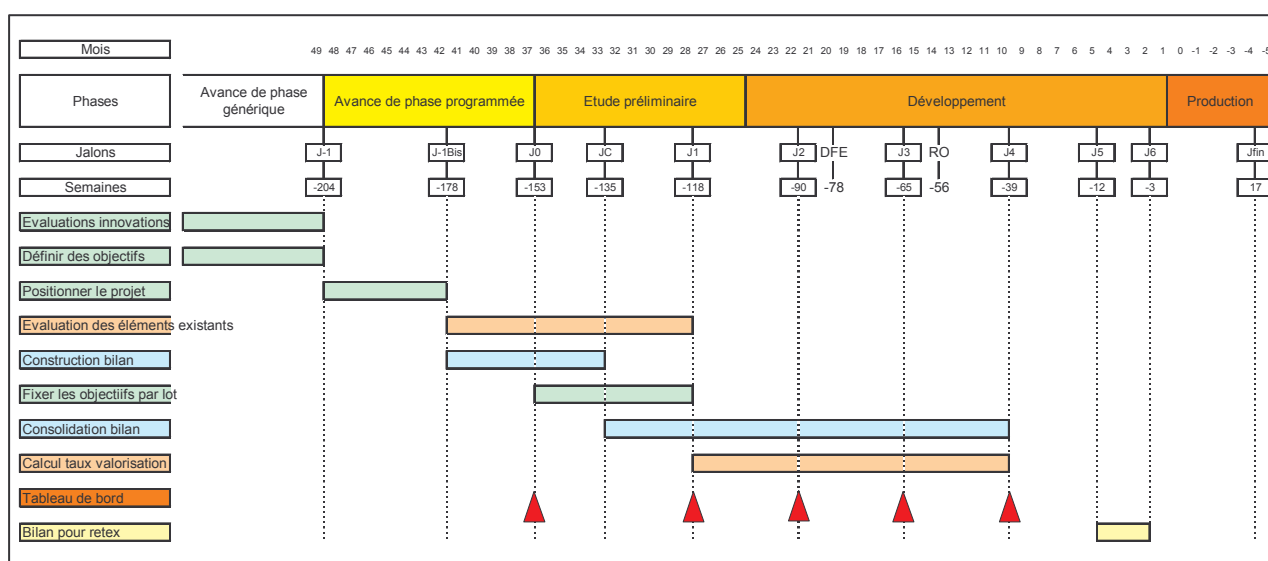 Mois 49 48 47 46 45 44 43 42 41 40 39 38 37 36 35 34 33 32 31 30 29 28 27 26 25 24 23 22 21 20 19 18 17 16 15 14 13 12 11 10 9 8 7 6 5 4 3 2 1 0 -1 -2 -3 -4 -5
Phases Avance de phase générique Avance de phase programmée Etude préliminaire Développement Production
Jalons J-1 J-1Bis J0 JC J1 J2 DFE J3 RO J4 J5 J6 Jfin
Semaines -204 -178 -153 -135 -118 -90 -78 -65 -56 -39 -12 -3 17
Evaluations innovations
Définir des objectifs
Positionner le projet
Evaluation des éléments existants
Construction bilan
Fixer les objectiifs par lot
Consolidation bilan
Calcul taux valorisation
Tableau de bord
Bilan pour retex